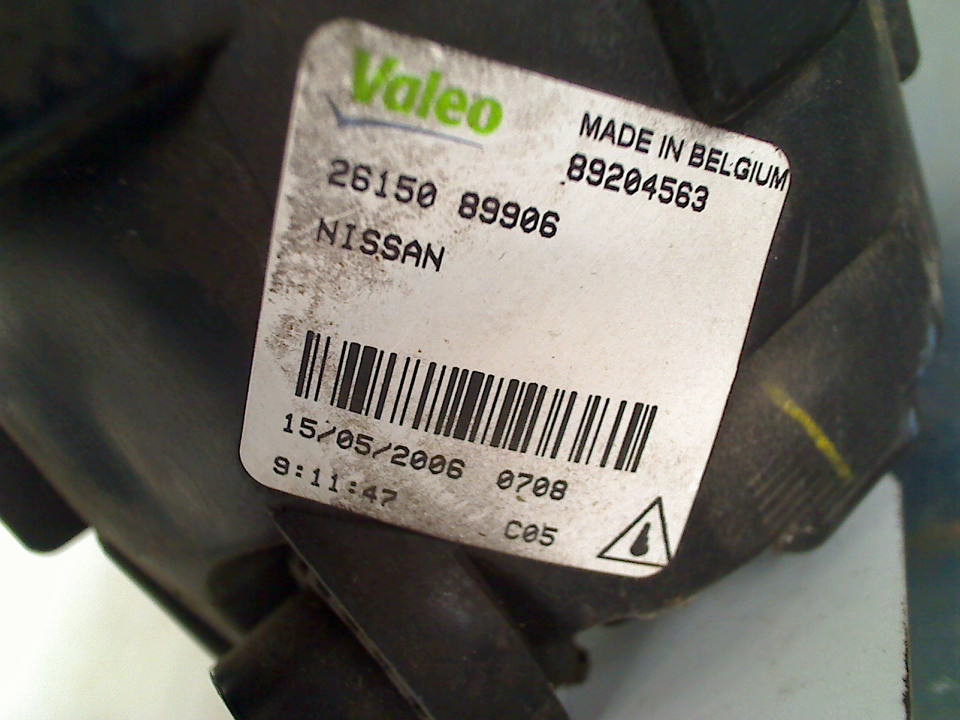 Valeo
MADE IN BELGIUM
89204563
26150 89906
NISSAN
15/05/2006 0708
9:11:47
C05